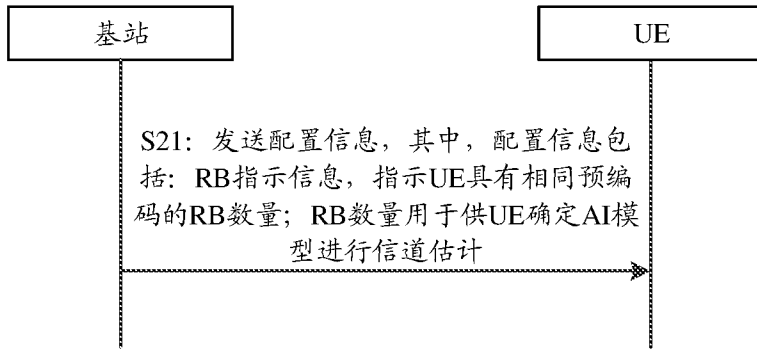 基站
UE
S21：发送配置信息，其中，配置信息包
括：RB指示信息，指示UE具有相同预编
码的RB数量；RB数量用于供UE确定AI模
型进行信道估计